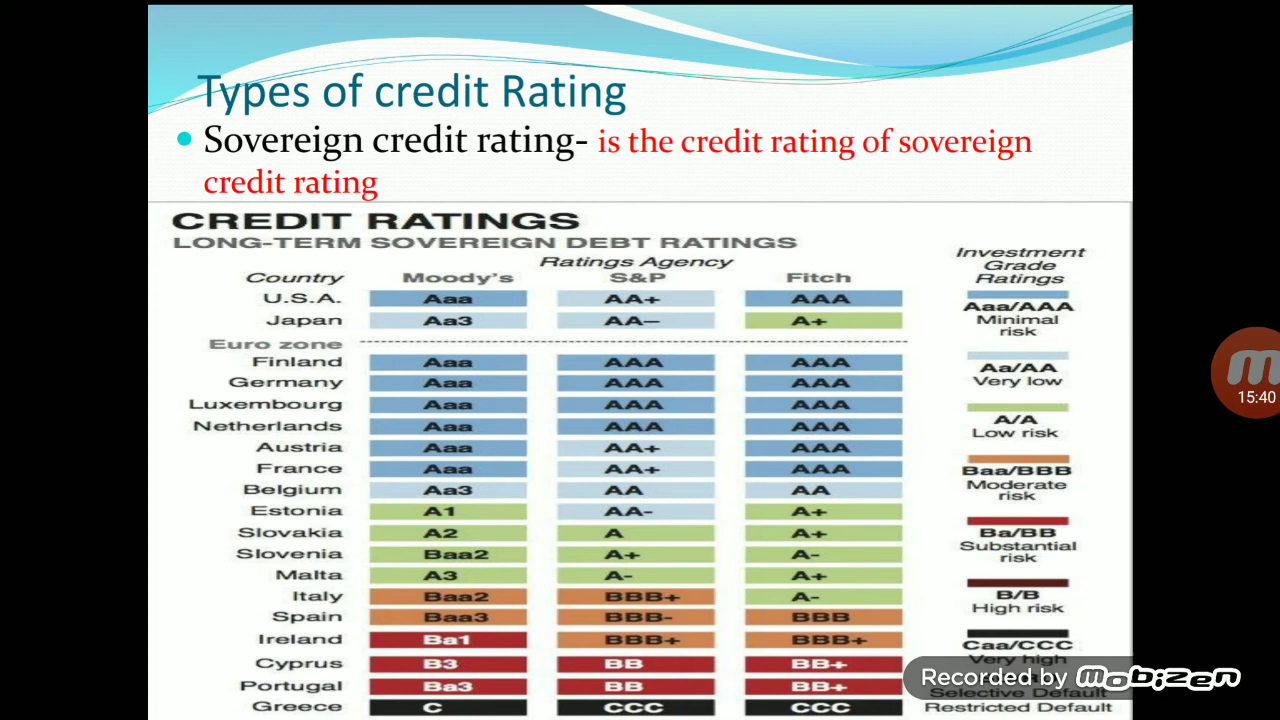 Types of credit Rating
Sovereign credit rating- is the credit rating of sovereign
credit rating
CREDIT RATINGS
LONG-TERM SOVEREIGN DEBT RATINGS
Ratings Agency
Country Moody's S&P Fitch
U.S.A. Aaa AA+ AAA
Japan Aa3 AA– A+
Euro zone
Finland Aaa AAA AAA
Germany Aaa AAA AAA
Luxembourg Aaa AAA AAA
Netherlands Aaa AAA AAA
Austria Aaa AA+ AAA
France Aaa AA+ AAA
Belgium Aa3 AA AA
Estonia A1 AA- A+
Slovakia A2 A A+
Slovenia Baa2 A+ A-
Malta A3 A- A+
Italy Baa2 BBB+ A-
Spain Baa3 BBB- BBB
Ireland Ba1 BBB+ BBB+
Cyprus B3 BB BB+
Portugal Ba3 BB BB+
Greece C CCC CCC
Investment
Grade
Ratings
Aaa/AAA
Minimal
risk
Aa/AA
Very low
A/A
Low risk
Baa/BBB
Moderate
risk
Ba/BB
Substantial
risk
B/B
High risk
Caa/CCC
Very high
Selective Default
Restricted Default
15:40
Recorded by mobizen